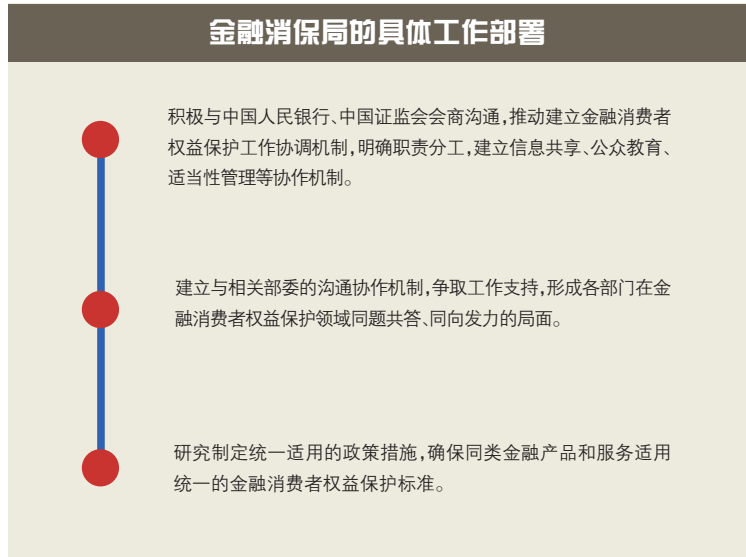 金融消保局的具体工作部署
积极与中国人民银行、中国证监会会商沟通,推动建立金融消费者
权益保护工作协调机制,明确职责分工,建立信息共享、公众教育、
适当性管理等协作机制。
建立与相关部委的沟通协作机制,争取工作支持,形成各部门在金
融消费者权益保护领域同题共答、同向发力的局面。
研究制定统一适用的政策措施,确保同类金融产品和服务适用
统一的金融消费者权益保护标准。